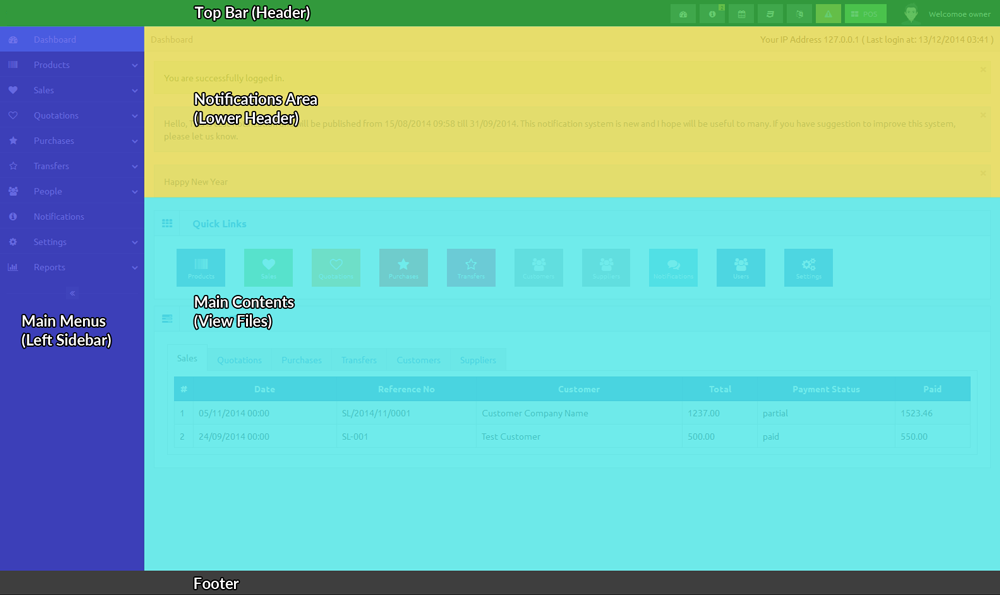 Top Bar (Header)
POS
Welcomoe owner
Dashboard
Products
Sales
Quotations
Purchases
Transfers
People
Notifications
Settings
Reports
Main Menus
(Left Sidebar)
Dashboard
Your IP Address 127.0.0.1 ( Last login at: 13/12/2014 03:41 )
You are successfully logged in.
Notifications Area
(Lower Header)
Hello, be published from 15/08/2014 09:58 till 31/09/2014. This notification system is new and I hope will be useful to many. If you have suggestion to improve this system,
please let us know.
Happy New Year
Quick Links
Products
Sales
Quotations
Purchases
Transfers
Customers
Suppliers
Notifications
Users
Settings
Main Contents
(View Files)
Sales Quotations Purchases Transfers Customers Suppliers
# Date Reference No Customer Total Payment Status Paid
1 05/11/2014 00:00 SL/2014/11/0001 Customer Company Name 1237.00 partial 1523.46
2 24/09/2014 00:00 SL-001 Test Customer 500.00 paid 550.00
Footer